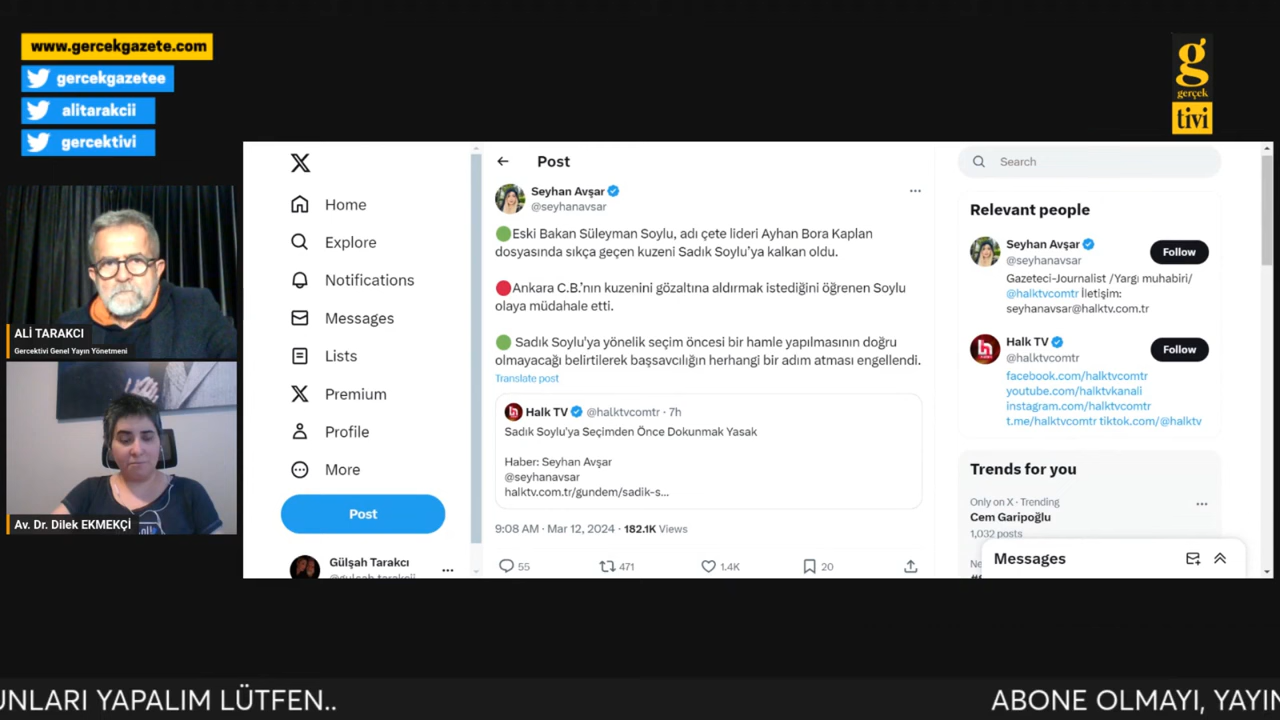 www.gercekgazete.com
gercekgazetee
alitarakcii
gercektivi
g
gerçek
tivi
ALİ TARAKCI
Gercektivi Genel Yayın Yönetmeni
Av. Dr. Dilek EKMEKÇİ
X
Home
Explore
Notifications
Messages
Lists
Premium
Profile
More
Post
Gülşah Tarakcı
@gulsah_tarakcii
Post
Seyhan Avşar
@seyhanavsar
Eski Bakan Süleyman Soylu, adı çete lideri Ayhan Bora Kaplan
dosyasında sıkça geçen kuzeni Sadık Soylu'ya kalkan oldu.
Ankara C.B.'nın kuzenini gözaltına aldırmak istediğini öğrenen Soylu
olaya müdahale etti.
Sadık Soylu'ya yönelik seçim öncesi bir hamle yapılmasının doğru
olmayacağı belirtilerek başsavcılığın herhangi bir adım atması engellendi.
Translate post
Halk TV @halktvcomtr · 7h
Sadık Soylu'ya Seçimden Önce Dokunmak Yasak
Haber: Seyhan Avşar
@seyhanavsar
halktv.com.tr/gundem/sadik-s...
9:08 AM · Mar 12, 2024 · 182.1K Views
55 471 1.4K 20
Search
Relevant people
Seyhan Avşar
@seyhanavsar
Follow
Gazeteci-Journalist /Yargı muhabiri/
@halktvcomtr İletişim:
seyhanavsar@halktv.com.tr
Halk TV
@halktvcomtr
Follow
facebook.com/halktvcomtr
youtube.com/halktvkanali
instagram.com/halktvcomtr
t.me/halktvcomtr tiktok.com/@halktv
Trends for you
Only on X · Trending
Cem Garipoğlu
1,032 posts
Ne
Messages
UNLARI YAPALIM LÜTFEN.. ABONE OLMAYI, YAYIN